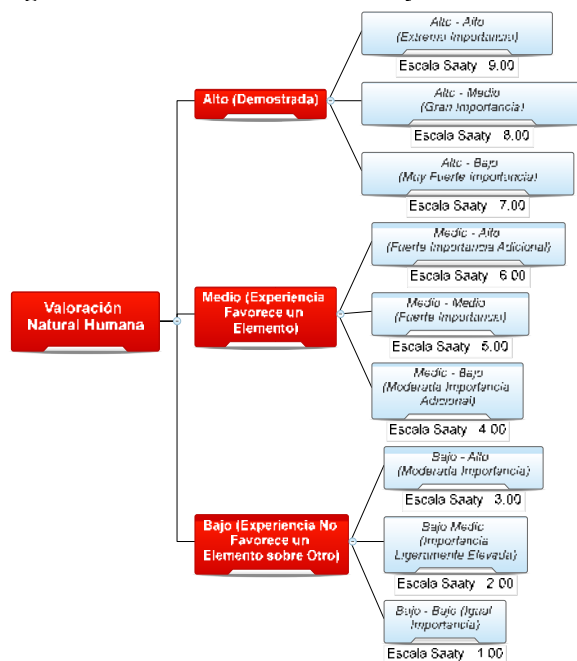 Alto - Alto
(Extrema Importancia)
Escala Saaty 9.00
Alto (Demostrada)
Alto - Medio
(Gran Importancia)
Escala Saaty 8.00
Alto - Bajo
(Muy Fuerte Importancia)
Escala Saaty 7.00
Medio - Alto
(Fuerte Importancia Adicional)
Escala Saaty 6.00
Valoración
Natural Humana
Medio (Experiencia
Favorece un
Elemento)
Medio - Medio
(Fuerte Importancia)
Escala Saaty 5.00
Medio - Bajo
(Moderada Importancia
Adicional)
Escala Saaty 4.00
Bajo - Alto
(Moderada Importancia)
Escala Saaty 3.00
Bajo (Experiencia No
Favorece un
Elemento sobre Otro)
Bajo Medio
(Importancia
Ligeramente Elevada)
Escala Saaty 2.00
Bajo - Bajo (Igual
Importancia)
Escala Saaty 1.00